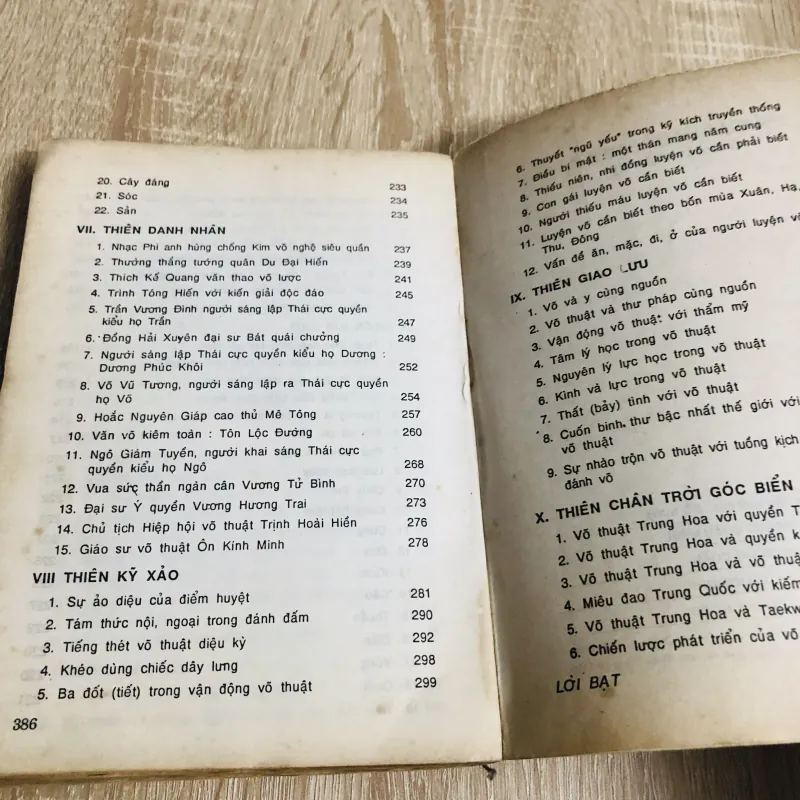 20. Cây đáng 233
21. Sóc 234
22. Sản 235
VII. THIÊN DANH NHÂN
1. Nhạc Phi anh hùng chống Kim võ nghệ siêu quần 237
2. Thường thắng tướng quân Du Đại Hiến 239
3. Thích Kế Quang văn thao võ lược 241
4. Trình Tông Hiến với kiến giải độc đáo 245
5. Trần Vương Đình người sáng lập Thái cực quyền
kiểu họ Trần 247
6. Đổng Hải Xuyên đại sư Bát quái chưởng 249
7. Người sáng lập Thái cực quyền kiểu họ Dương :
Dương Phúc Khôi 252
8. Võ Vũ Tương, người sáng lập ra Thái cực quyền
họ Võ 254
9. Hoắc Nguyên Giáp cao thủ Mê Tông 257
10. Văn võ kiêm toàn : Tôn Lộc Đướng 260
11. Ngô Giám Tuyền, người khai sáng Thái cực
quyền kiểu họ Ngô 268
12. Vua sức thần ngàn cân Vương Tử Bình 270
13. Đại sư Ý quyền Vương Hương Trai 273
14. Chủ tịch Hiệp hội võ thuật Trịnh Hoài Hiền 276
15. Giáo sư võ thuật Ôn Kính Minh 278
VIII THIÊN KỸ XẢO
1. Sự ảo diệu của điểm huyệt 281
2. Tám thức nội, ngoại trong đánh đấm 290
3. Tiếng thét võ thuật diệu kỳ 292
4. Khéo dùng chiếc dây lưng 298
5. Ba đốt (tiết) trong vận động võ thuật 299
386
6. Thuyết "ngũ yếu" trong kỹ kích truyền thống
7. Điều bí mật : một thân mang năm cung
8. Thiếu niên, nhi đồng luyện võ cần phải biết
9. Con gái luyện võ cần biết
10. Người thiếu máu luyện võ cần biết
11. Luyện võ cần biết theo bốn mùa Xuân, Hạ,
Thu, Đông
12. Vấn đề ăn, mặc, đi, ở của người luyện
IX. THIÊN GIAO LƯU
1. Võ và y cùng nguồn
2. Võ thuật và thư pháp cùng nguồn
3. Vận động võ thuật với thẩm mỹ
4. Tâm lý học trong võ thuật
5. Nguyên lý lực học trong võ thuật
6. Kình và lực trong võ thuật
7. Thất (bảy) tình với võ thuật
8. Cuốn binh thư bậc nhất thế giới với
võ thuật
9. Sự nhào trộn võ thuật với tuồng kịch
đánh võ
X. THIÊN CHÂN TRỜI GÓC BIỂN
1. Võ thuật Trung Hoa với quyền
2. Võ thuật Trung Hoa và quyền
3. Võ thuật Trung Hoa và võ
4. Miêu đao Trung Quốc với kiếm
5. Võ thuật Trung Hoa và Taekw
6. Chiến lược phát triển của võ
LỜI BẠT